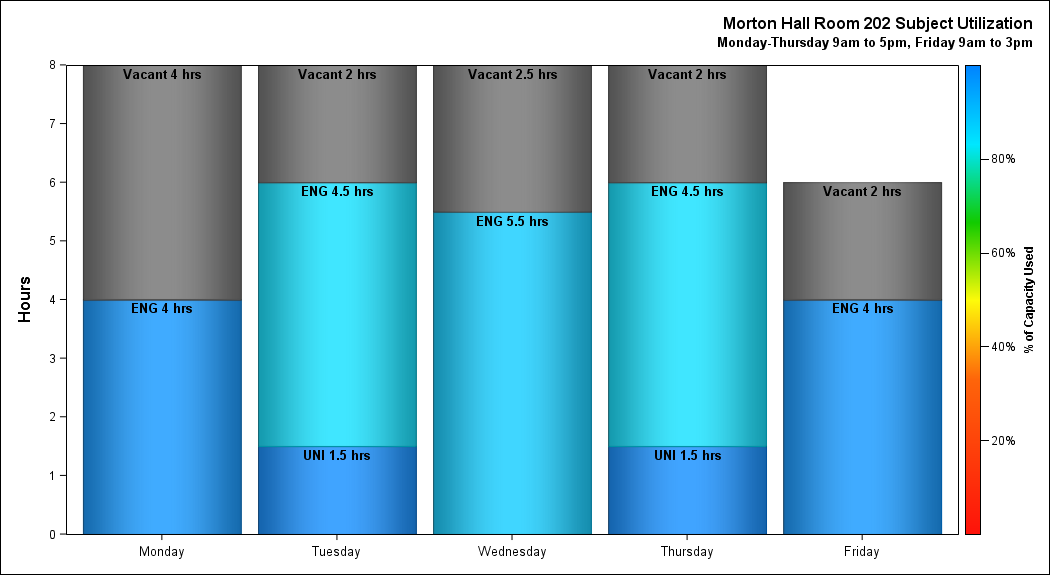 Morton Hall Room 202 Subject Utilization
Monday-Thursday 9am to 5pm, Friday 9am to 3pm
Hours
8
7
6
5
4
3
2
1
0
Vacant 4 hrs
ENG 4 hrs
Vacant 2 hrs
ENG 4.5 hrs
UNI 1.5 hrs
Vacant 2.5 hrs
ENG 5.5 hrs
Vacant 2 hrs
ENG 4.5 hrs
UNI 1.5 hrs
Vacant 2 hrs
ENG 4 hrs
Monday
Tuesday
Wednesday
Thursday
Friday
80%
60%
40%
20%
% of Capacity Used